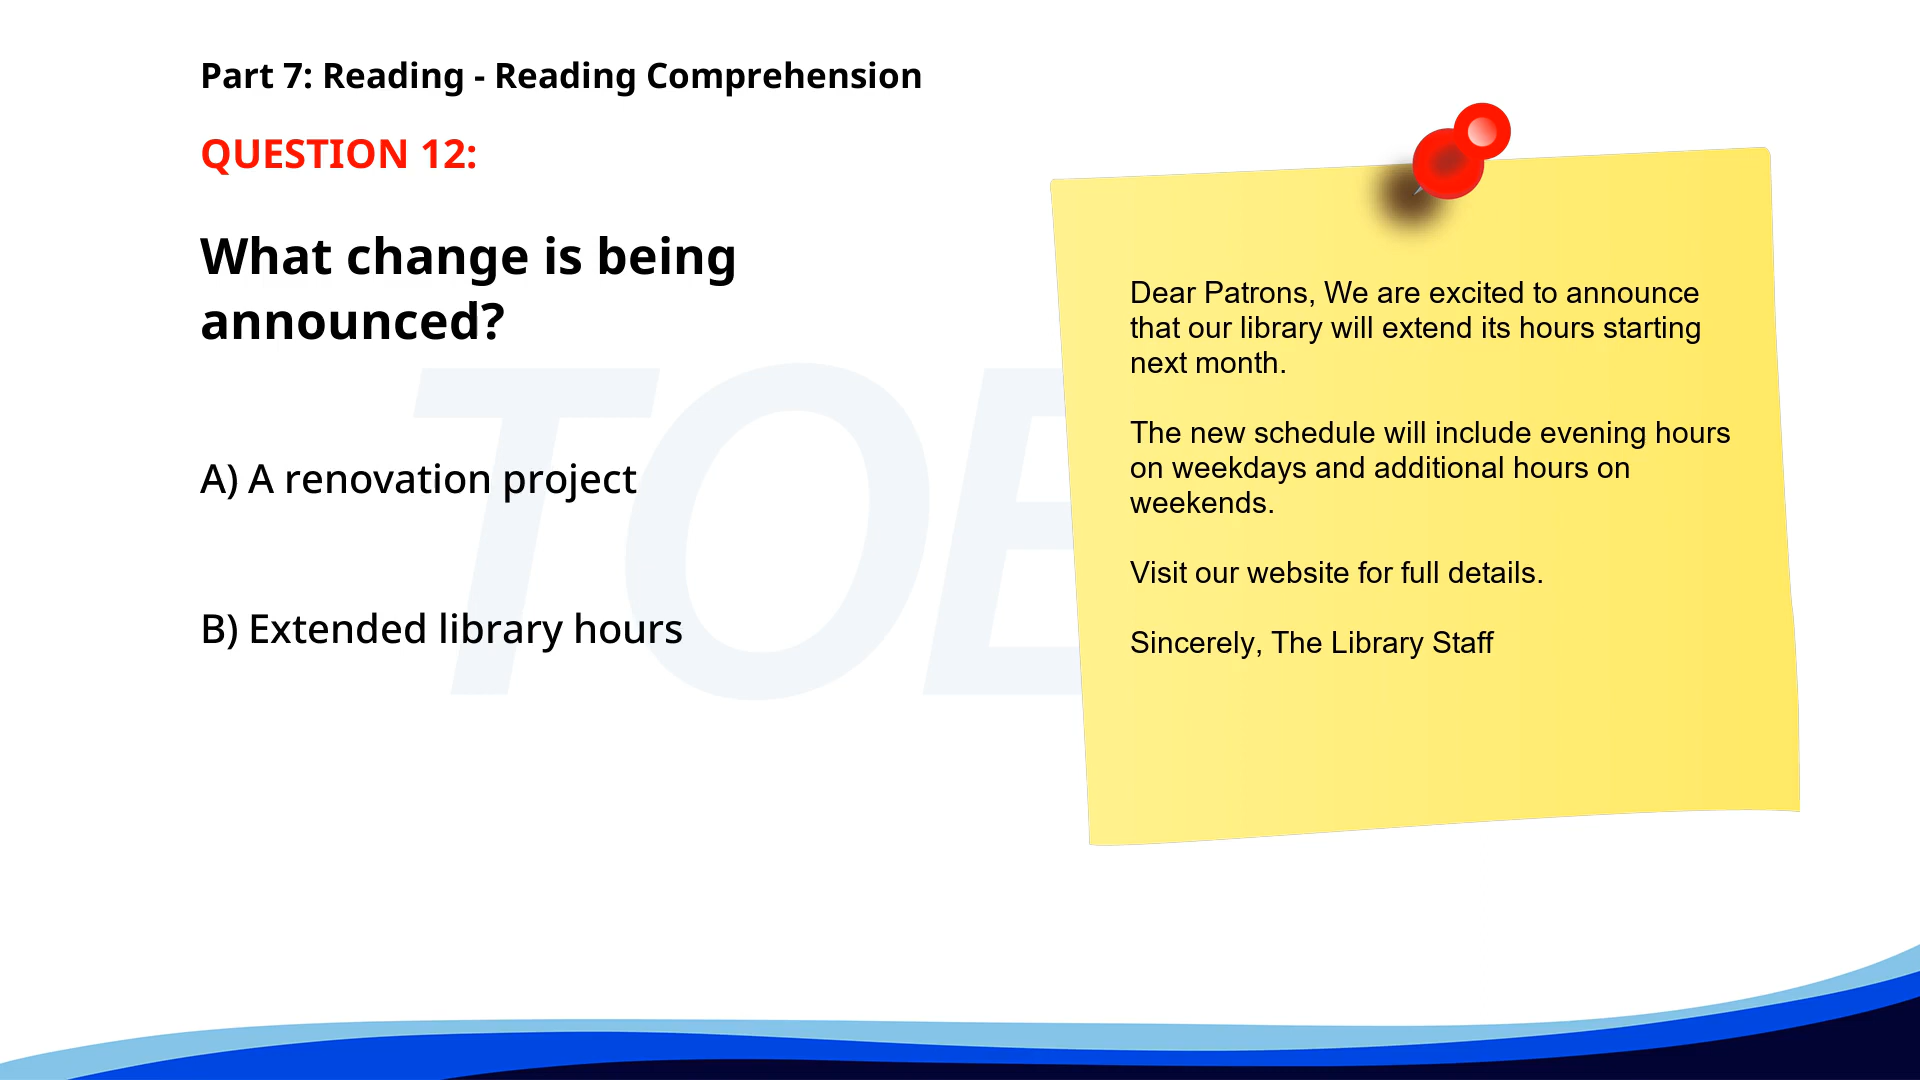 Part 7: Reading - Reading Comprehension
QUESTION 12:
What change is being
announced?
A) A renovation project
B) Extended library hours
Dear Patrons, We are excited to announce
that our library will extend its hours starting
next month.
The new schedule will include evening hours
on weekdays and additional hours on
weekends.
Visit our website for full details.
Sincerely, The Library Staff
TOE